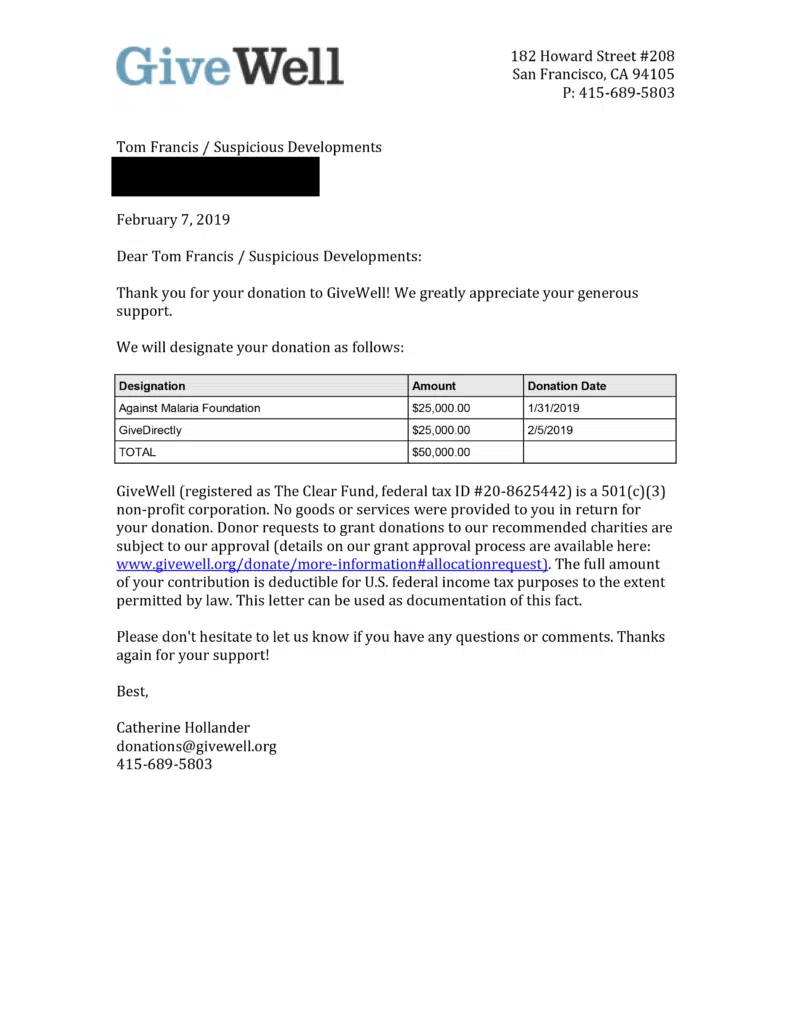 GiveWell
182 Howard Street #208
San Francisco, CA 94105
P: 415-689-5803
Tom Francis / Suspicious Developments
February 7, 2019
Dear Tom Francis / Suspicious Developments:
Thank you for your donation to GiveWell! We greatly appreciate your generous
support.
We will designate your donation as follows:
Designation Amount Donation Date
Against Malaria Foundation $25,000.00 1/31/2019
GiveDirectly $25,000.00 2/5/2019
TOTAL $50,000.00
GiveWell (registered as The Clear Fund, federal tax ID #20-8625442) is a 501(c)(3)
non-profit corporation. No goods or services were provided to you in return for
your donation. Donor requests to grant donations to our recommended charities are
subject to our approval (details on our grant approval process are available here:
www.givewell.org/donate/more-information#allocationrequest). The full amount
of your contribution is deductible for U.S. federal income tax purposes to the extent
permitted by law. This letter can be used as documentation of this fact.
Please don't hesitate to let us know if you have any questions or comments. Thanks
again for your support!
Best,
Catherine Hollander
donations@givewell.org
415-689-5803